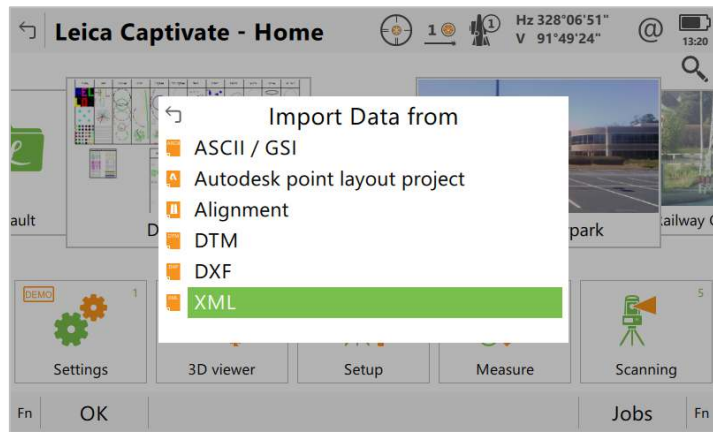 Leica Captivate - Home
1
1
Hz 328°06'51"
V 91°49'24"
@
13:20
Import Data from
ASCII / GSI
Autodesk point layout project
Alignment
DTM
DXF
XML
ault
D
park
ailway
DEMO
1
5
Settings
3D viewer
Setup
Measure
Scanning
Fn
OK
Jobs
Fn